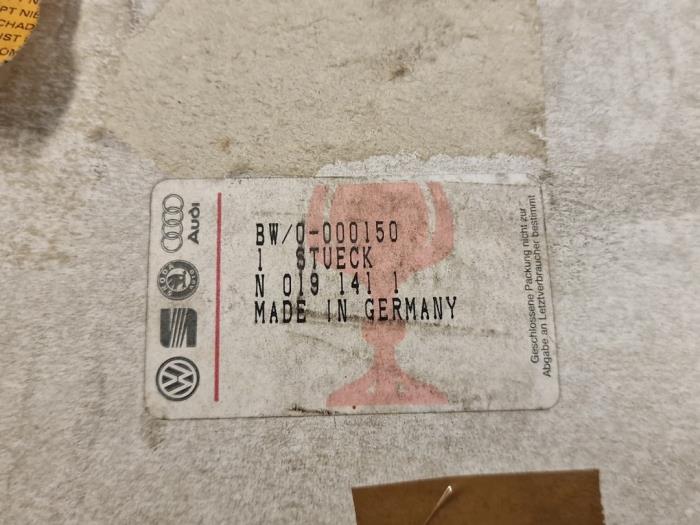 Audi
BW/0-000150
1 STUECK
N 019 141 1
MADE IN GERMANY
Geschlossene Packung nicht zur
Abgabe an Letztverbraucher bestimmt